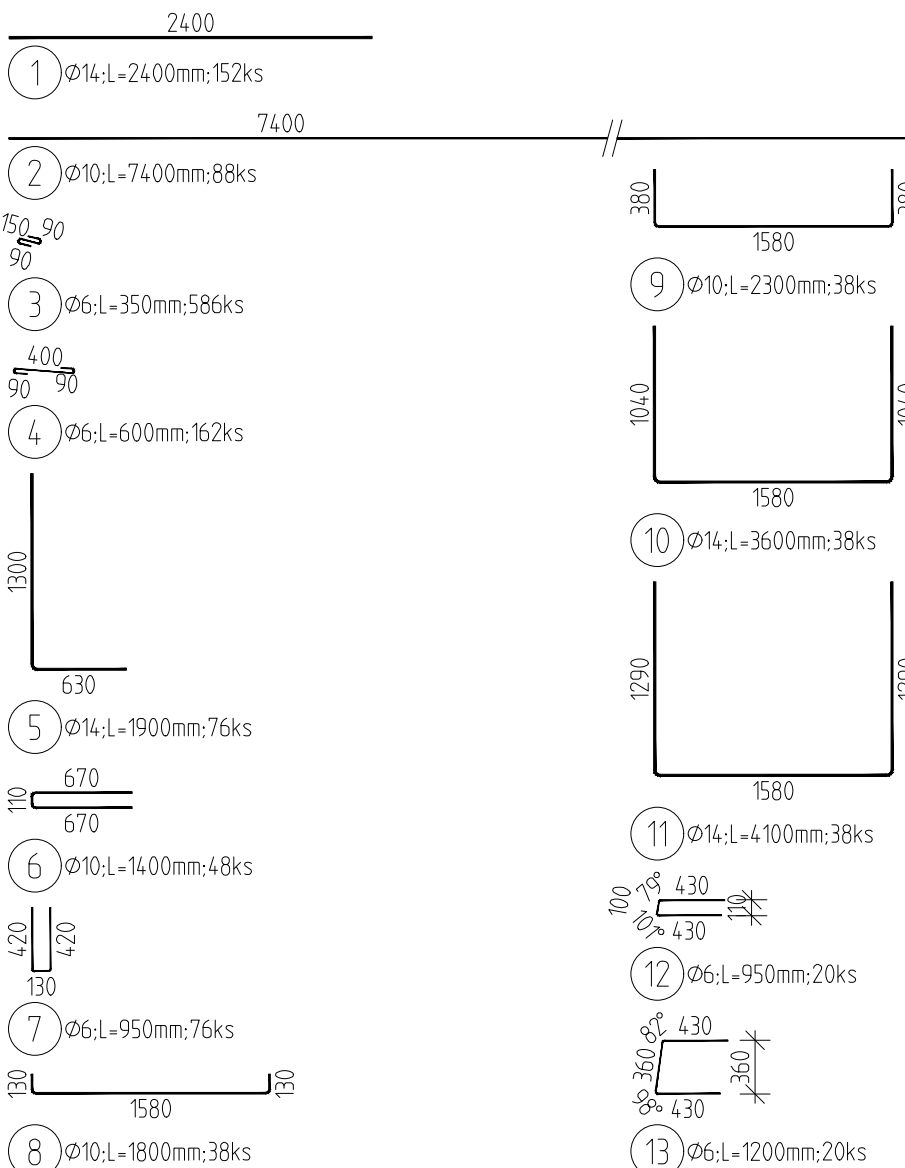 2400
1 Ø14;L=2400mm;152ks
7400
2 Ø10;L=7400mm;88ks
150 90
90
3 Ø6;L=350mm;586ks
400
90 90
4 Ø6;L=600mm;162ks
1300
630
5 Ø14;L=1900mm;76ks
670
110
670
6 Ø10;L=1400mm;48ks
420 420
130
7 Ø6;L=950mm;76ks
130 130
1580
8 Ø10;L=1800mm;38ks
380 380
1580
9 Ø10;L=2300mm;38ks
1040 1040
1580
10 Ø14;L=3600mm;38ks
1290 1290
1580
11 Ø14;L=4100mm;38ks
100 79° 430 110
101° 430
12 Ø6;L=950mm;20ks
82° 430
360 360
98° 430
13 Ø6;L=1200mm;20ks